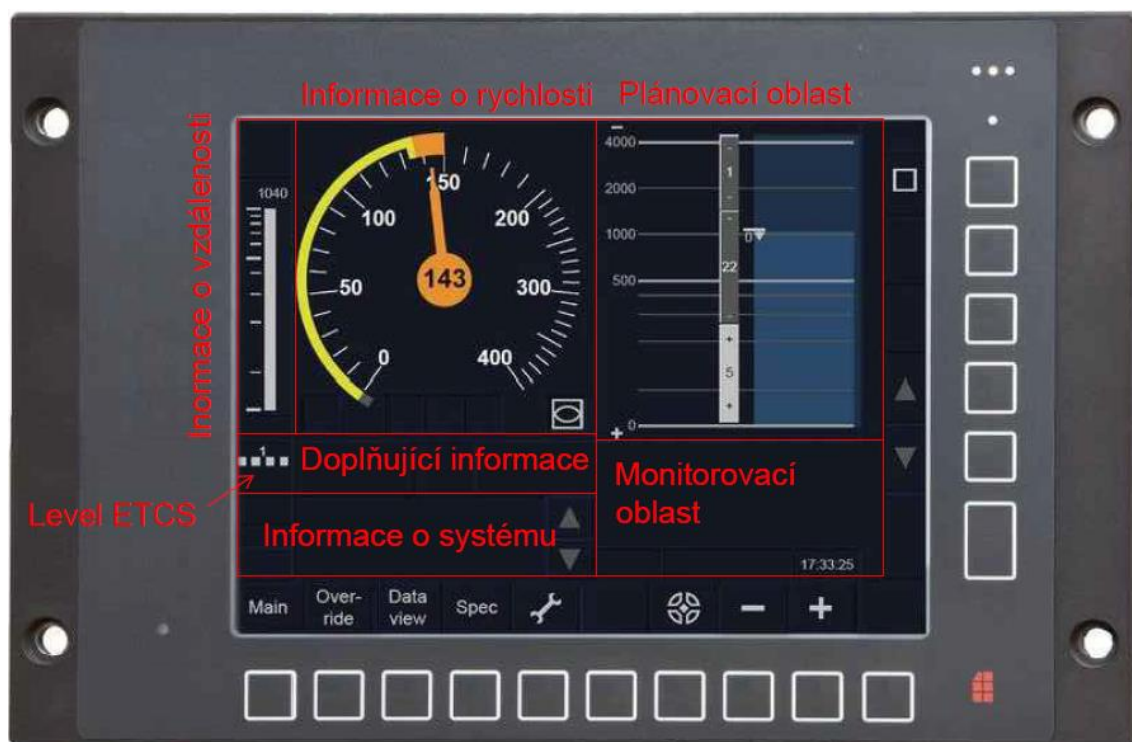 Informace o rychlosti
Plánovací oblast
Inormace o vzdálenosti
1040
0
50
100
150
200
300
400
143
4000
2000
1000
500
0
-
1
-
-
22
-
+
5
+
0
1
Doplňující informace
Level ETCS
Informace o systému
Monitorovací
oblast
17:33:25
Main
Over-
ride
Data
view
Spec